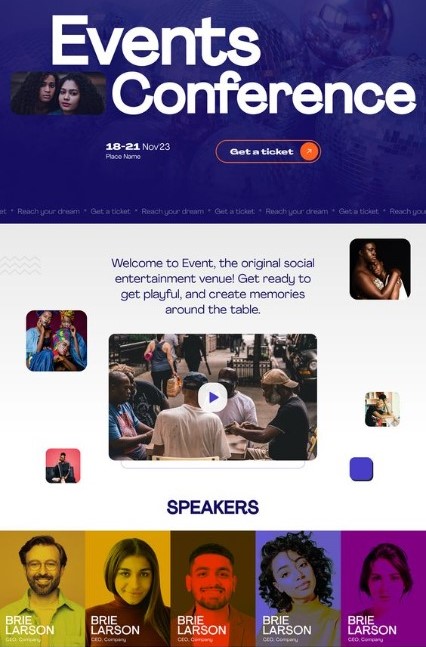 Events
Conference
18-21 Nov23
Place Name
Get a ticket
et * Reach your dream * Get a ticket * Reach your dream * Get a ticket * Reach your dream * Get a ticket * Reach you
Welcome to Event, the original social
entertainment venue! Get ready to
get playful, and create memories
around the table.
SPEAKERS
BRIE
LARSON
CEO, Company
BRIE
LARSON
CEO, Company
BRIE
LARSON
CEO, Company
BRIE
LARSON
CEO, Company
BRIE
LARSON
CEO, Company